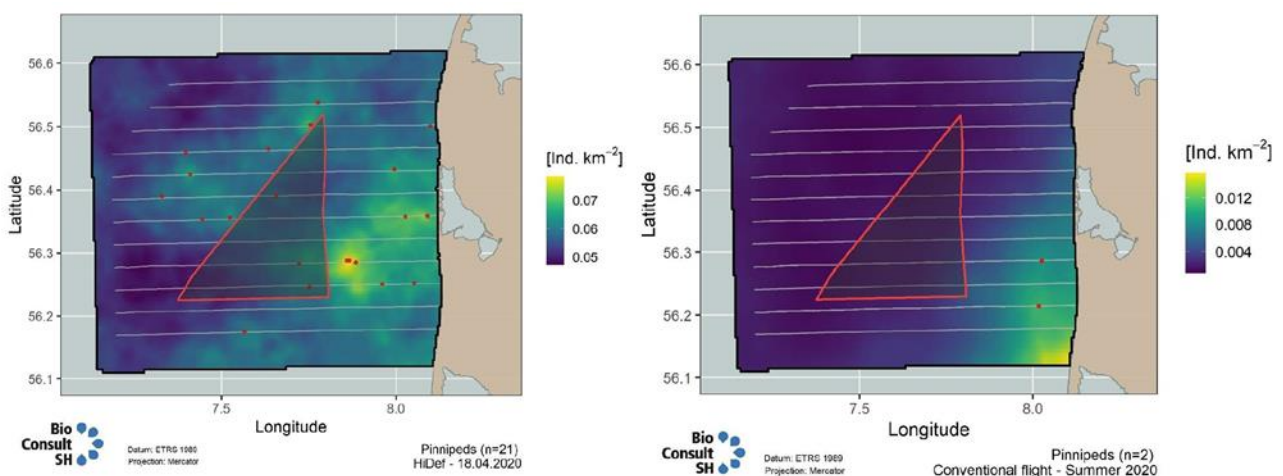 56.6
56.5
56.4
56.3
56.2
56.1
Latitude
7.5
8.0
Longitude
[Ind. km⁻²]
0.07
0.06
0.05
Bio
Consult
SH
Datum: ETRS 1989
Projection: Mercator
Pinnipeds (n=21)
HiDef - 18.04.2020
56.6
56.5
56.4
56.3
56.2
56.1
Latitude
7.5
8.0
Longitude
[Ind. km⁻²]
0.012
0.008
0.004
Bio
Consult
SH
Datum: ETRS 1989
Projection: Mercator
Pinnipeds (n=2)
Conventional flight - Summer 2020